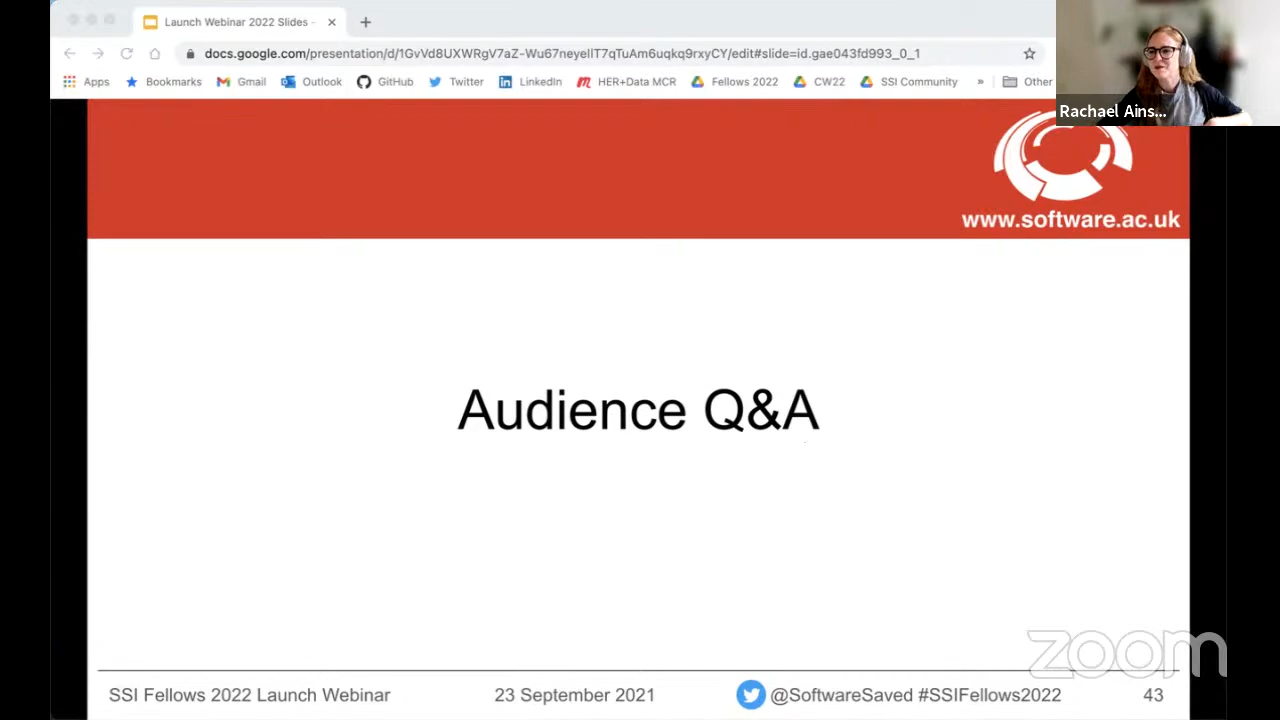 Launch Webinar 2022 Slides -
docs.google.com/presentation/d/1GvVd8UXWRgV7aZ-Wu67neyellT7qTuAm6uqkq9rxyCY/edit#slide=id.gae043fd993_0_1
Apps Bookmarks Gmail Outlook GitHub Twitter LinkedIn HER+Data MCR Fellows 2022 CW22 SSI Community » Other
Rachael Ains...
www.software.ac.uk
Audience Q&A
zoom
SSI Fellows 2022 Launch Webinar 23 September 2021 @SoftwareSaved #SSIFellows2022 43